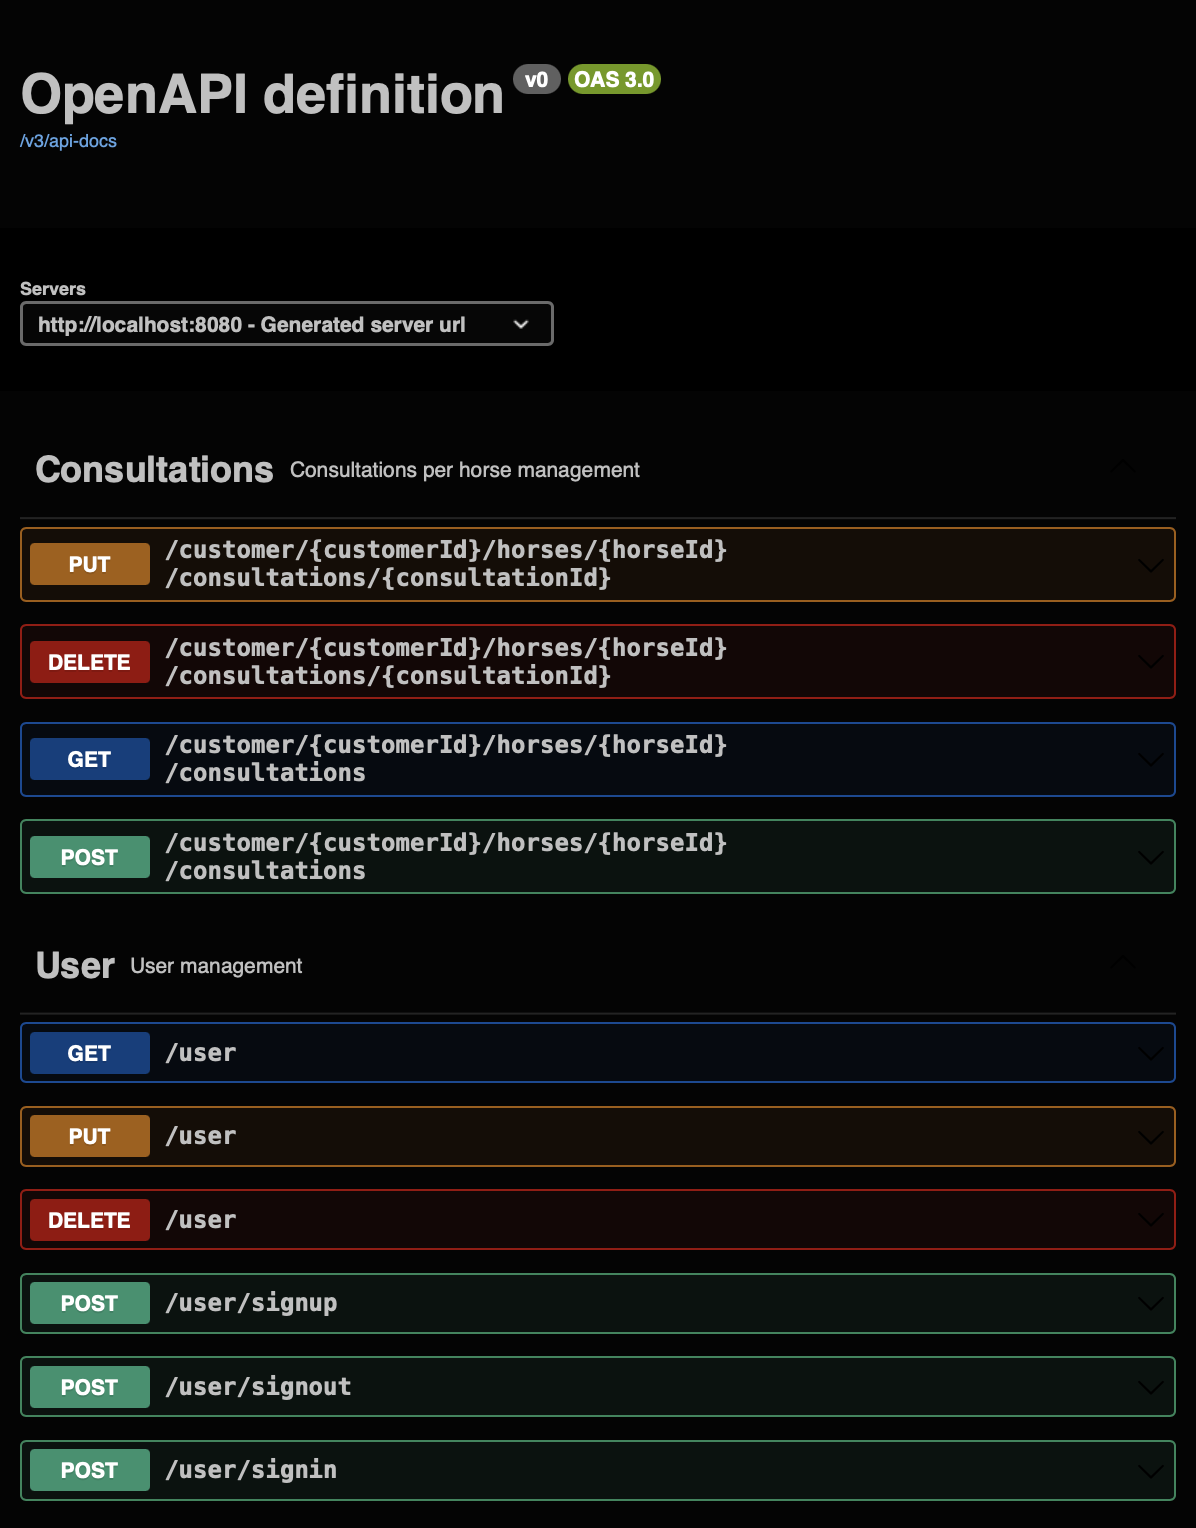 OpenAPI definition v0 OAS 3.0
/v3/api-docs
Servers
http://localhost:8080 - Generated server url
Consultations Consultations per horse management
PUT /customer/{customerId}/horses/{horseId}
/consultations/{consultationId}
DELETE /customer/{customerId}/horses/{horseId}
/consultations/{consultationId}
GET /customer/{customerId}/horses/{horseId}
/consultations
POST /customer/{customerId}/horses/{horseId}
/consultations
User User management
GET /user
PUT /user
DELETE /user
POST /user/signup
POST /user/signout
POST /user/signin